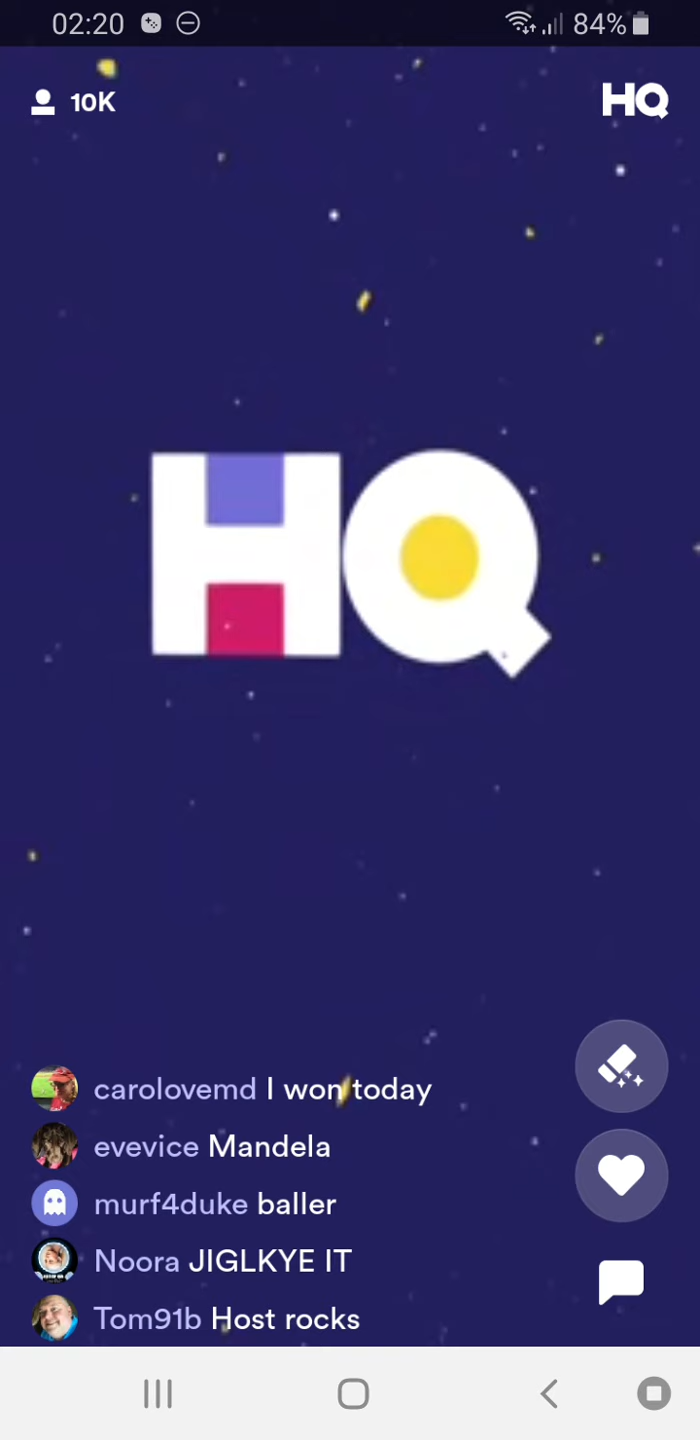 02:20 84%
10K HQ
HQ
carolovemd I won today
evevice Mandela
murf4duke baller
Noora JIGLKYE IT
Tom91b Host rocks